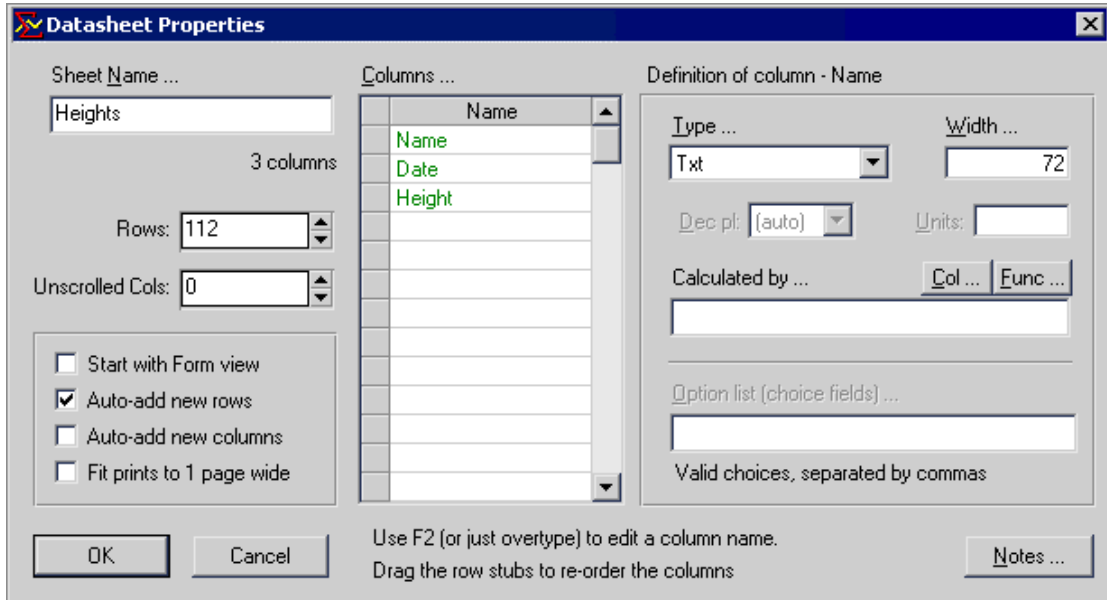 Datasheet Properties
Sheet Name ...
Heights
3 columns
Rows: 112
Unscrolled Cols: 0
Start with Form view
Auto-add new rows
Auto-add new columns
Fit prints to 1 page wide
OK
Cancel
Columns ...
Name
Name
Date
Height
Use F2 (or just overtype) to edit a column name.
Drag the row stubs to re-order the columns
Definition of column - Name
Type ...
Width ...
Txt
72
Dec pl: (auto)
Units:
Calculated by ...
Col ...
Func ...
Option list (choice fields) ...
Valid choices, separated by commas
Notes ...